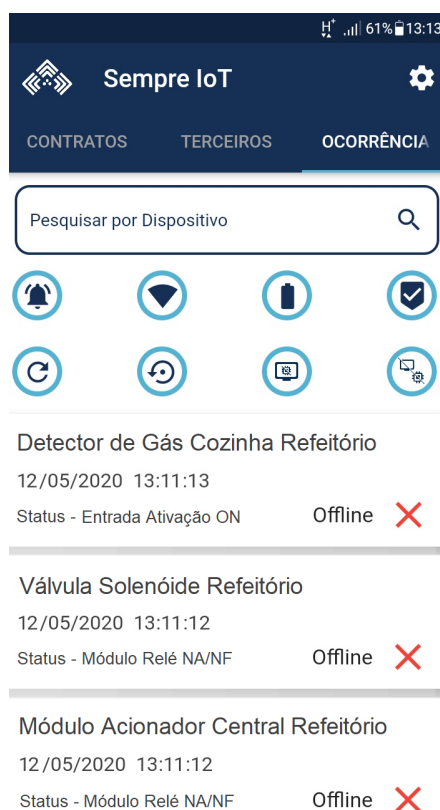 H+ 61% 13:13
Sempre IoT
CONTRATOS TERCEIROS OCORRÊNCIA
Pesquisar por Dispositivo
Detector de Gás Cozinha Refeitório
12/05/2020 13:11:13
Status - Entrada Ativação ON Offline
Válvula Solenóide Refeitório
12/05/2020 13:11:12
Status - Módulo Relé NA/NF Offline
Módulo Acionador Central Refeitório
12/05/2020 13:11:12
Status - Módulo Relé NA/NF Offline